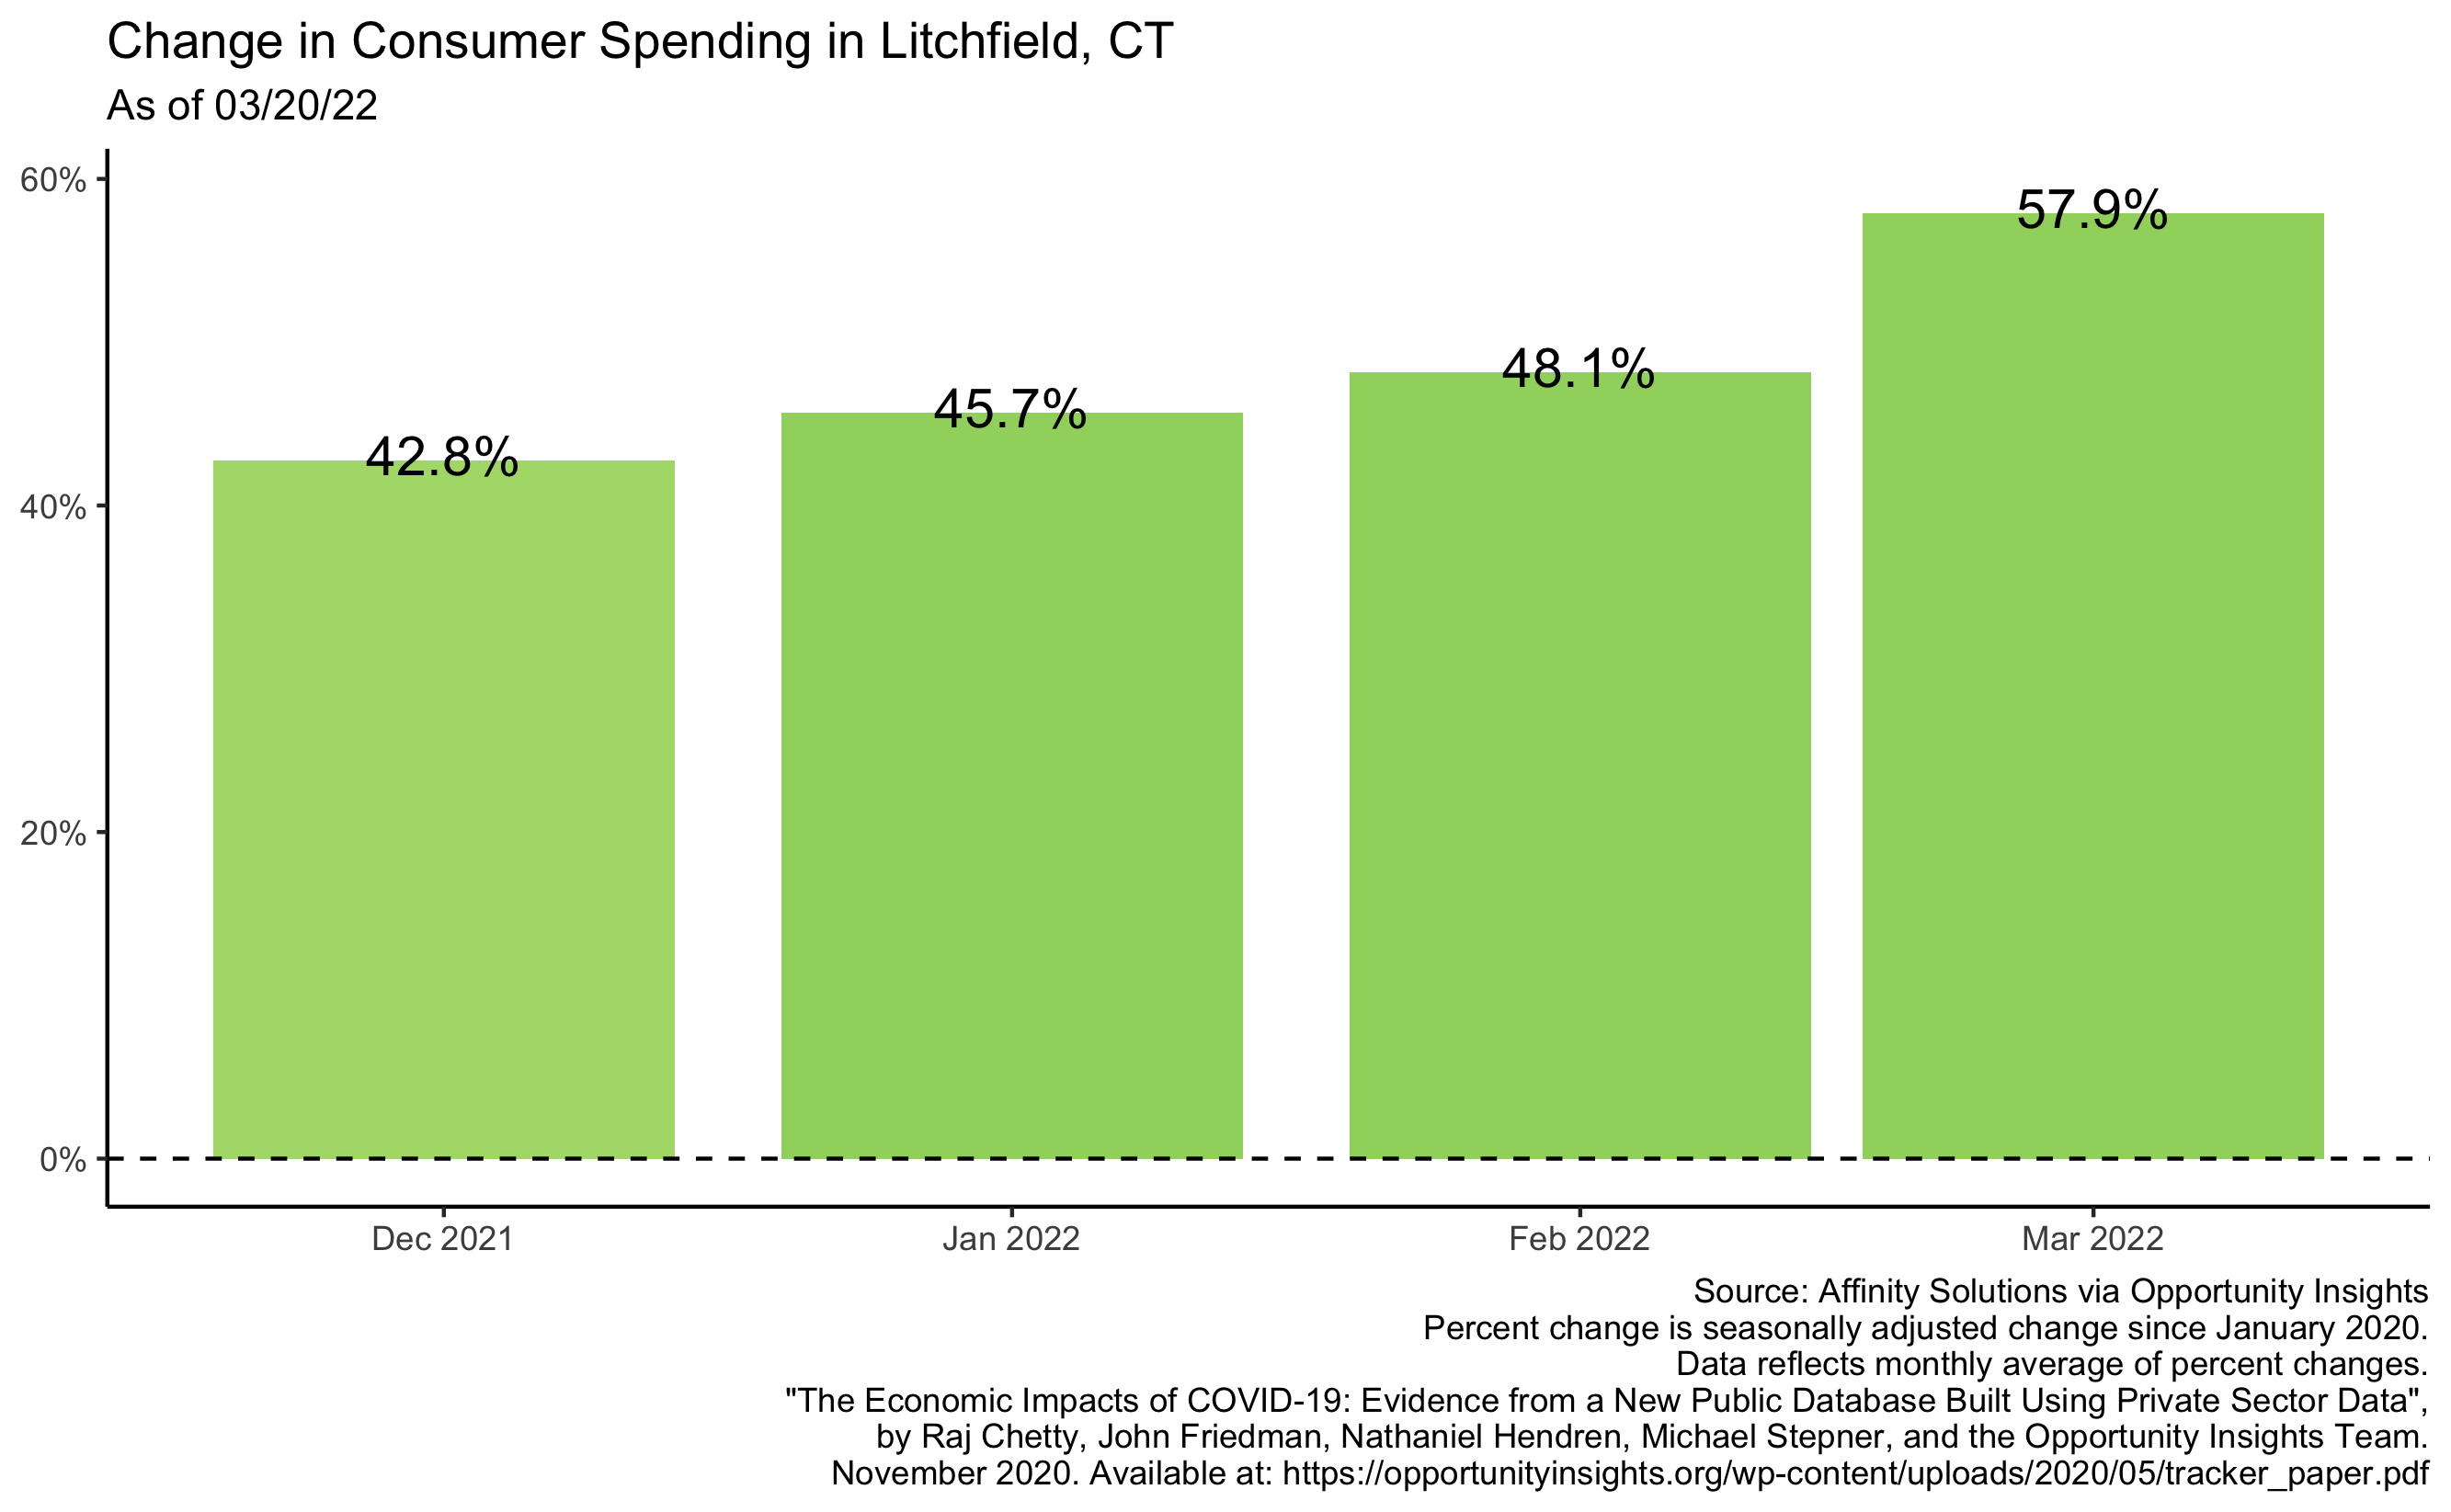 Change in Consumer Spending in Litchfield, CT
As of 03/20/22
60%
40%
20%
0%
42.8%
45.7%
48.1%
57.9%
Dec 2021
Jan 2022
Feb 2022
Mar 2022
Source: Affinity Solutions via Opportunity Insights
Percent change is seasonally adjusted change since January 2020.
Data reflects monthly average of percent changes.
"The Economic Impacts of COVID-19: Evidence from a New Public Database Built Using Private Sector Data",
by Raj Chetty, John Friedman, Nathaniel Hendren, Michael Stepner, and the Opportunity Insights Team.
November 2020. Available at: https://opportunityinsights.org/wp-content/uploads/2020/05/tracker_paper.pdf